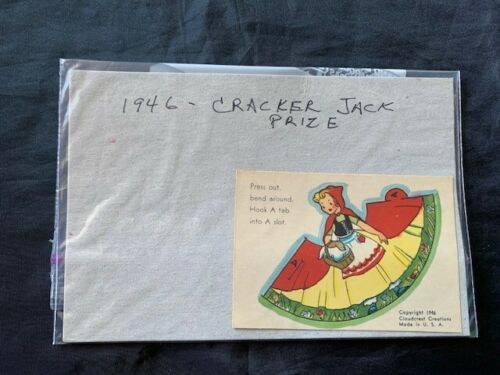 1946 - CRACKER JACK
PRIZE
Press out,
bend around.
Hook A tab
into A slot.
A
A
Copyright 1946
Cloudcrest Creations
Made in U. S. A.